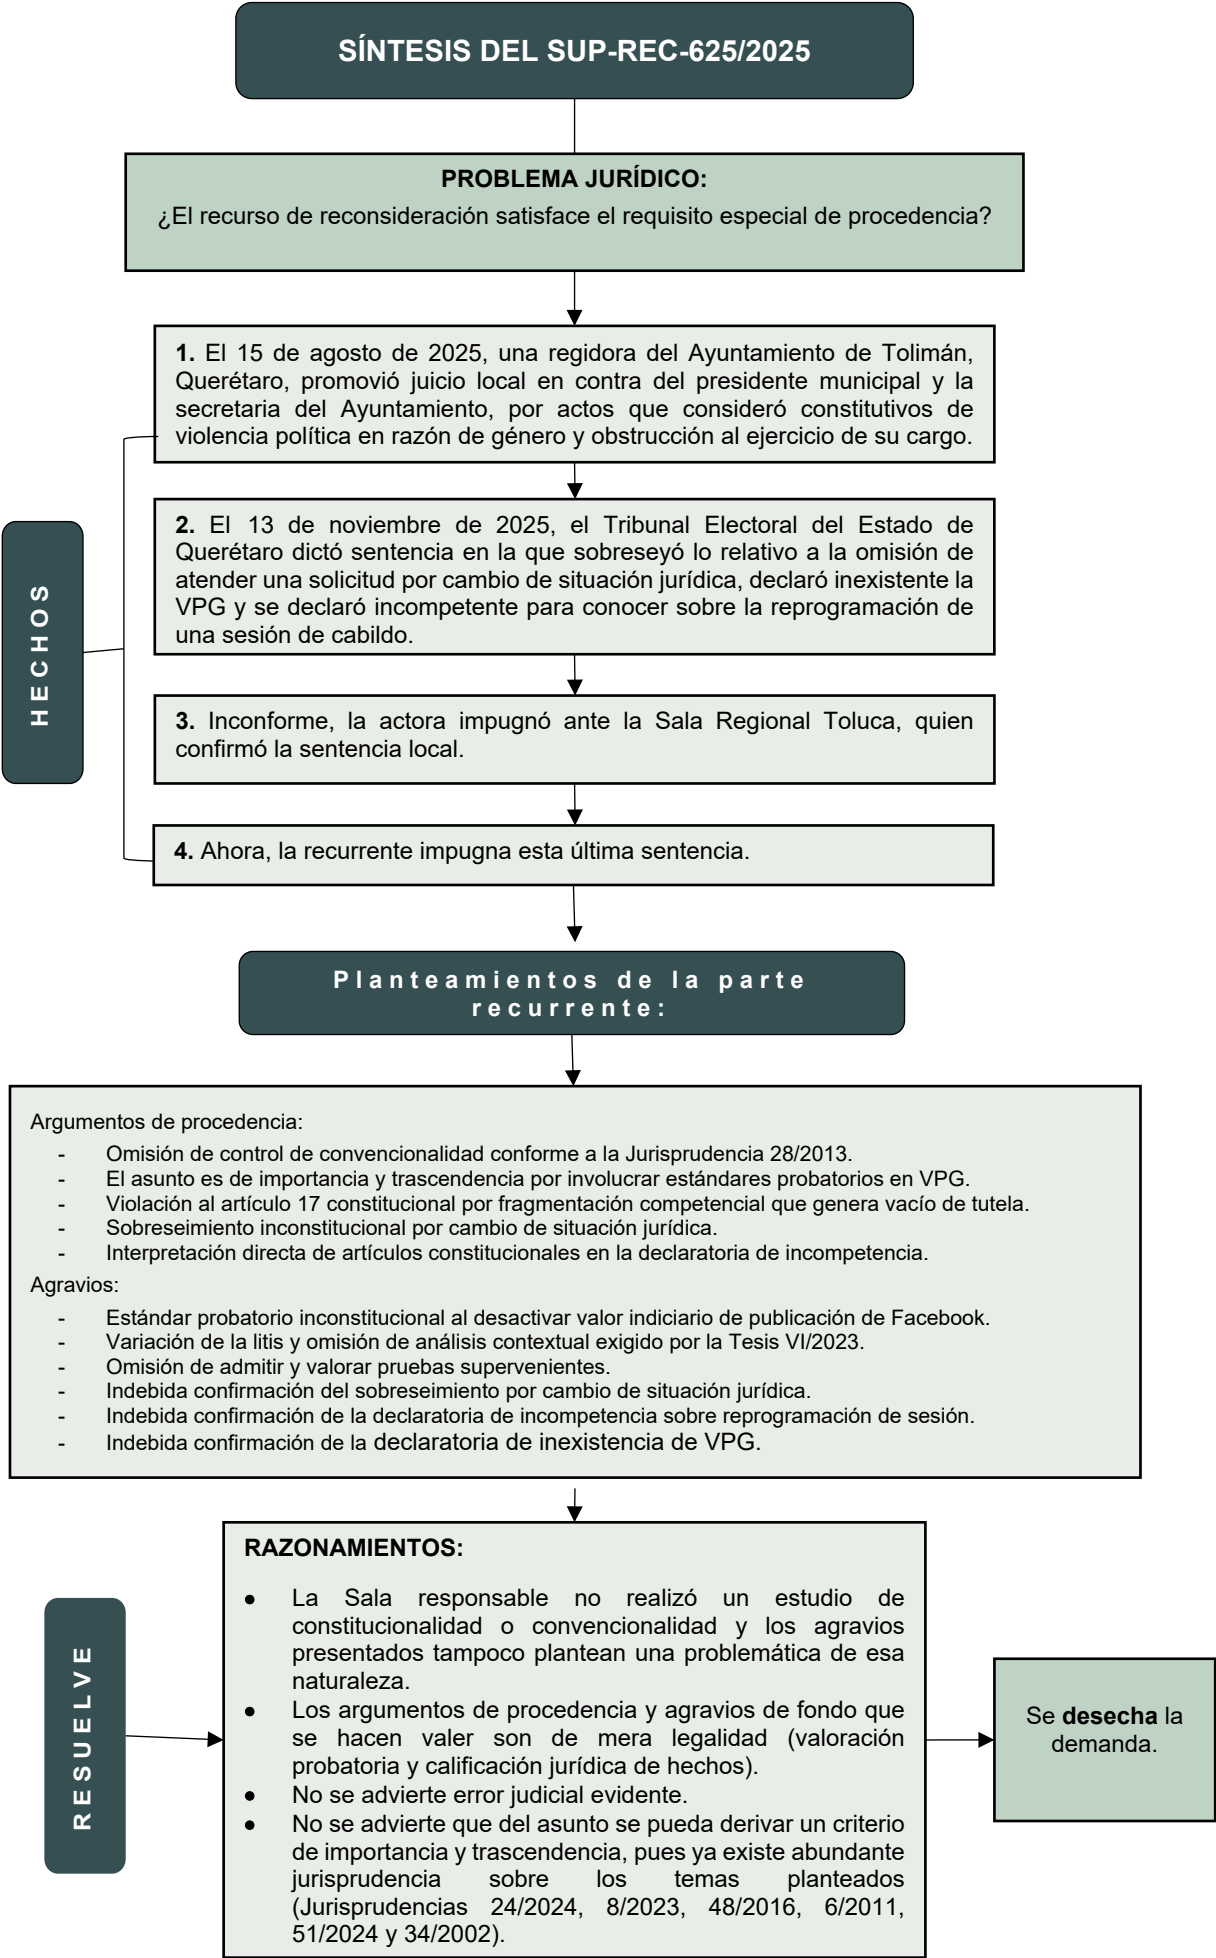 SÍNTESIS DEL SUP-REC-625/2025
PROBLEMA JURÍDICO:
¿El recurso de reconsideración satisface el requisito especial de procedencia?
HECHOS
1. El 15 de agosto de 2025, una regidora del Ayuntamiento de Tolimán,
Querétaro, promovió juicio local en contra del presidente municipal y la
secretaria del Ayuntamiento, por actos que consideró constitutivos de
violencia política en razón de género y obstrucción al ejercicio de su cargo.
2. El 13 de noviembre de 2025, el Tribunal Electoral del Estado de
Querétaro dictó sentencia en la que sobreseyó lo relativo a la omisión de
atender una solicitud por cambio de situación jurídica, declaró inexistente la
VPG y se declaró incompetente para conocer sobre la reprogramación de
una sesión de cabildo.
3. Inconforme, la actora impugnó ante la Sala Regional Toluca, quien
confirmó la sentencia local.
4. Ahora, la recurrente impugna esta última sentencia.
Planteamientos de la parte
recurrente:
Argumentos de procedencia:
- Omisión de control de convencionalidad conforme a la Jurisprudencia 28/2013.
- El asunto es de importancia y trascendencia por involucrar estándares probatorios en VPG.
- Violación al artículo 17 constitucional por fragmentación competencial que genera vacío de tutela.
- Sobreseimiento inconstitucional por cambio de situación jurídica.
- Interpretación directa de artículos constitucionales en la declaratoria de incompetencia.
Agravios:
- Estándar probatorio inconstitucional al desactivar valor indiciario de publicación de Facebook.
- Variación de la litis y omisión de análisis contextual exigido por la Tesis VI/2023.
- Omisión de admitir y valorar pruebas supervenientes.
- Indebida confirmación del sobreseimiento por cambio de situación jurídica.
- Indebida confirmación de la declaratoria de incompetencia sobre reprogramación de sesión.
- Indebida confirmación de la declaratoria de inexistencia de VPG.
RESUELVE
RAZONAMIENTOS:
● La Sala responsable no realizó un estudio de
constitucionalidad o convencionalidad y los agravios
presentados tampoco plantean una problemática de esa
naturaleza.
● Los argumentos de procedencia y agravios de fondo que
se hacen valer son de mera legalidad (valoración
probatoria y calificación jurídica de hechos).
● No se advierte error judicial evidente.
● No se advierte que del asunto se pueda derivar un criterio
de importancia y trascendencia, pues ya existe abundante
jurisprudencia sobre los temas planteados
(Jurisprudencias 24/2024, 8/2023, 48/2016, 6/2011,
51/2024 y 34/2002).
Se desecha la
demanda.